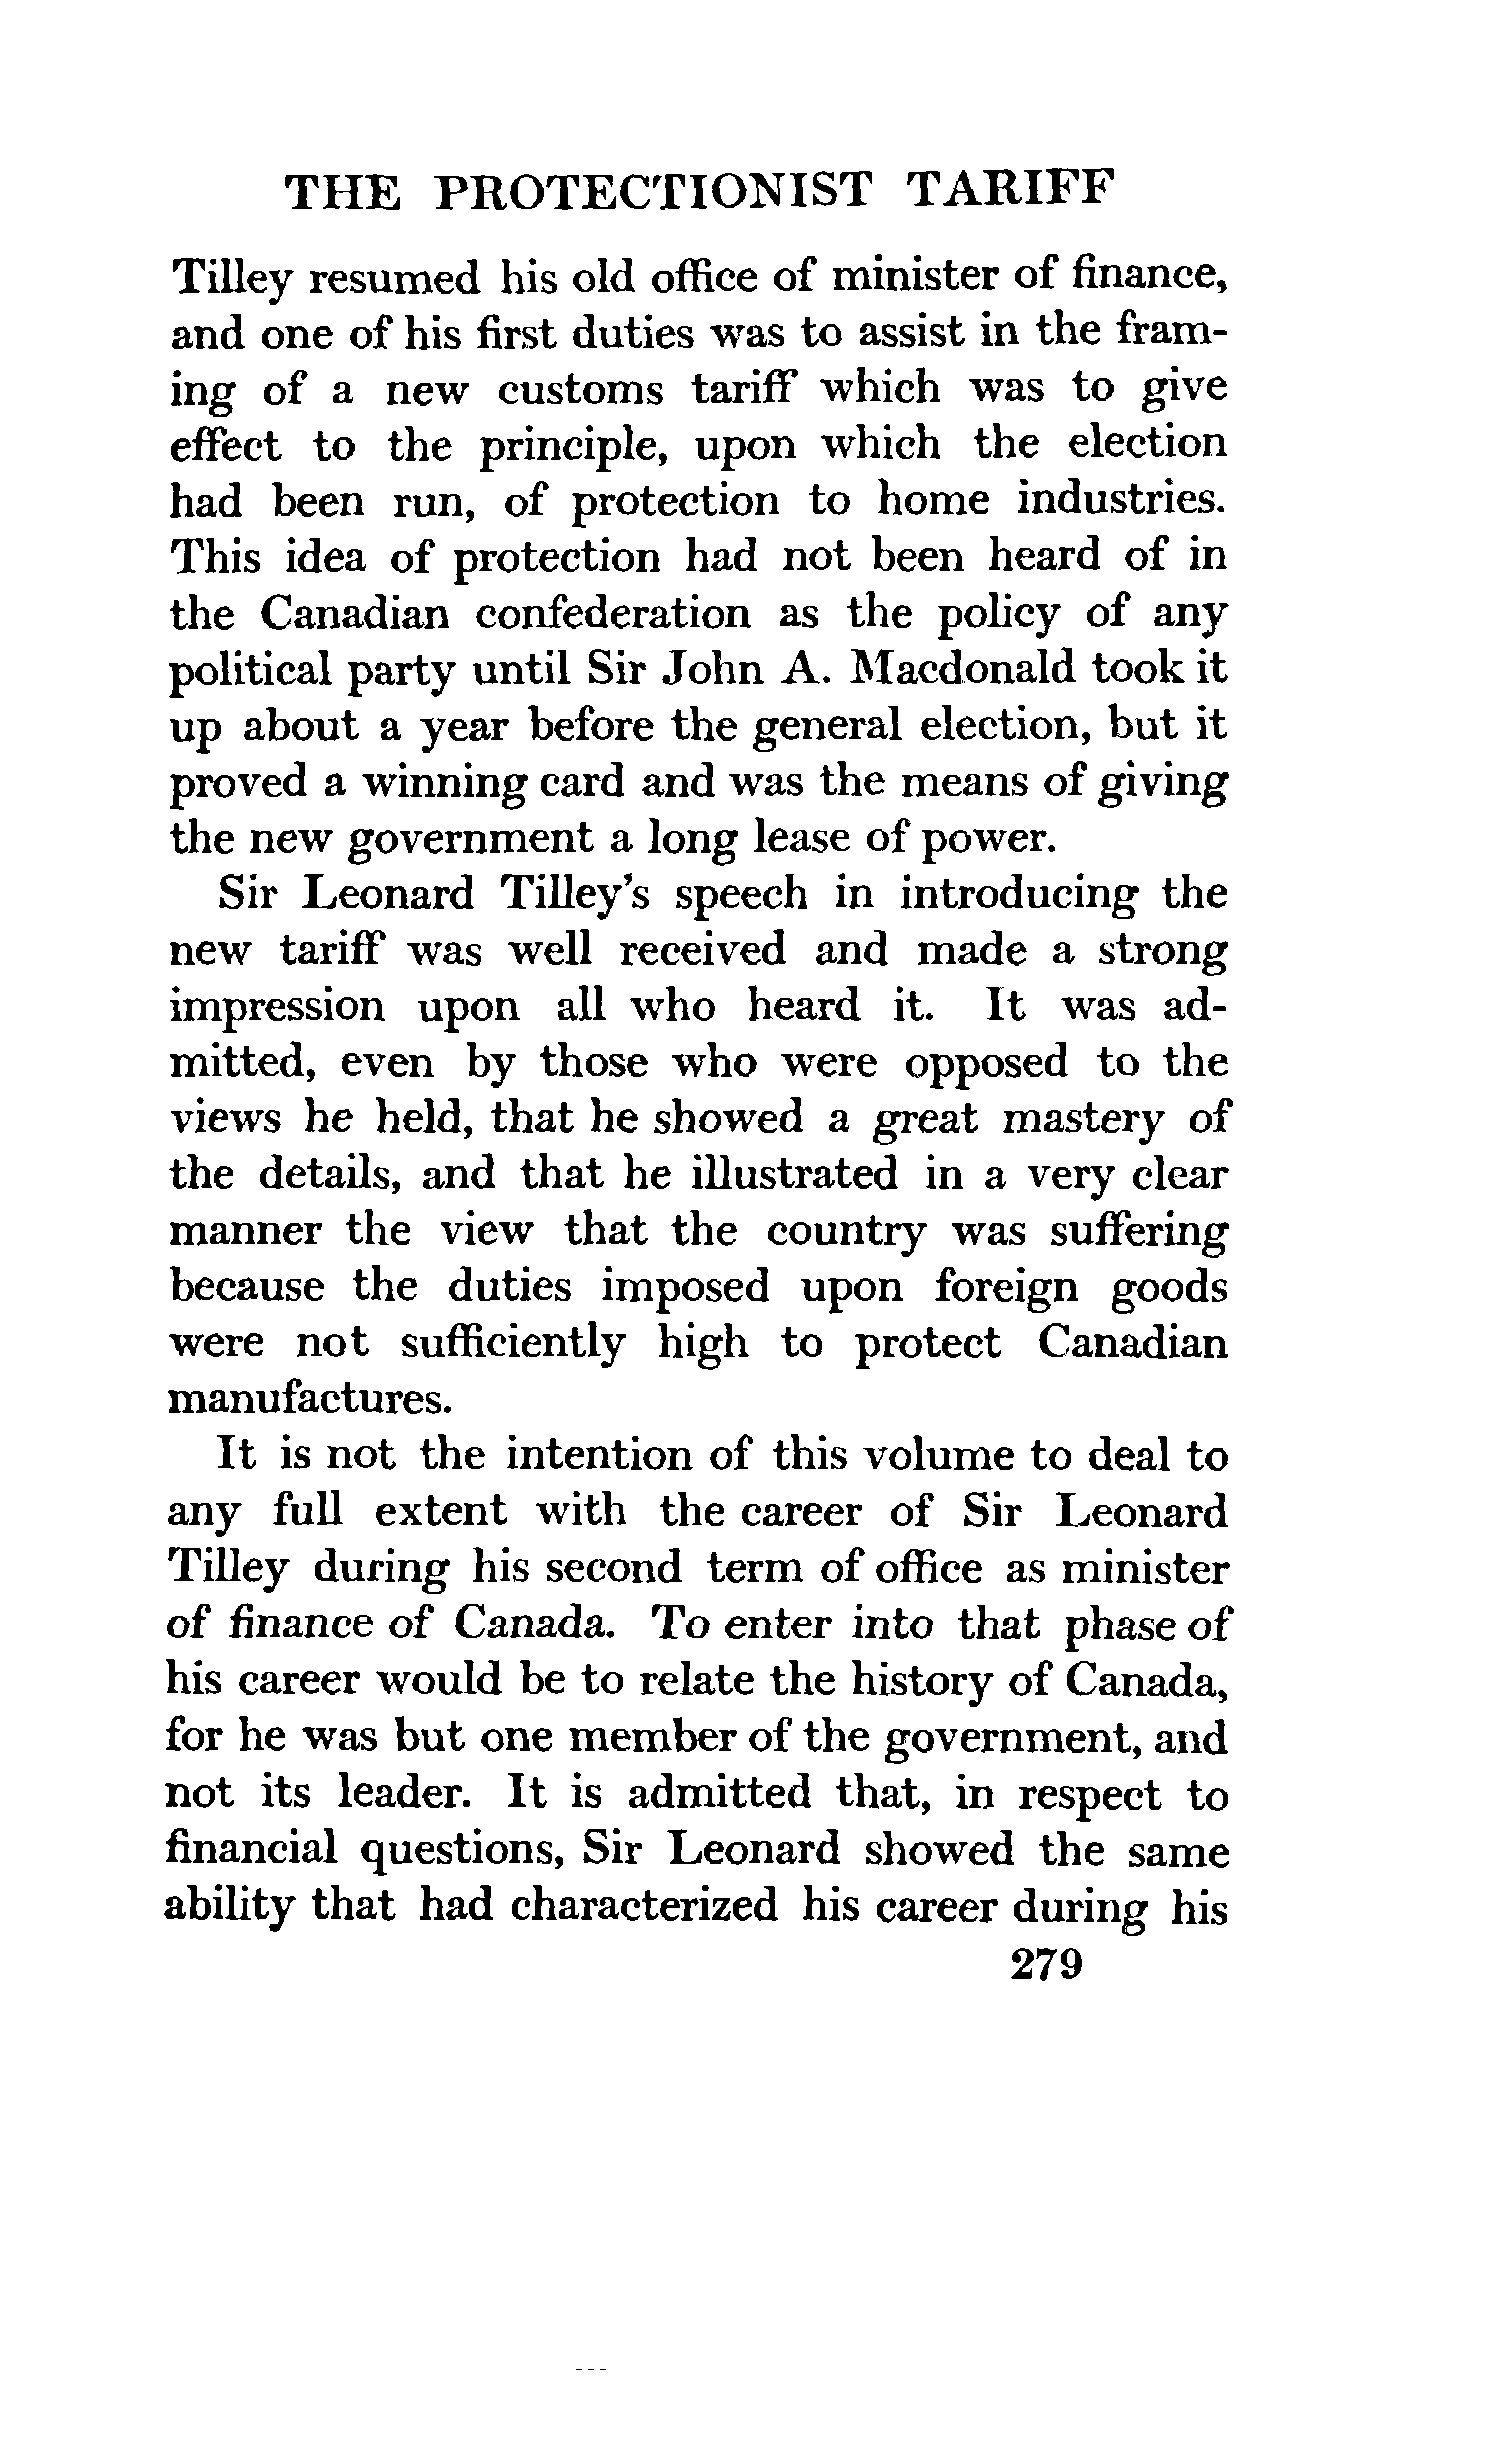 THE PROTECTIONIST TARIFF
Tilley resumed his old office of minister of finance,
and one of his first duties was to assist in the fram-
ing of a new customs tariff which was to give
effect to the principle, upon which the election
had been run, of protection to home industries.
This idea of protection had not been heard of in
the Canadian confederation as the policy of any
political party until Sir John A. Macdonald took it
up about a year before the general election, but it
proved a winning card and was the means of giving
the new government a long lease of power.
Sir Leonard Tilley's speech in introducing the
new tariff was well received and made a strong
impression upon all who heard it. It was ad-
mitted, even by those who were opposed to the
views he held, that he showed a great mastery of
the details, and that he illustrated in a very clear
manner the view that the country was suffering
because the duties imposed upon foreign goods
were not sufficiently high to protect Canadian
manufactures.
It is not the intention of this volume to deal to
any full extent with the career of Sir Leonard
Tilley during his second term of office as minister
of finance of Canada. To enter into that phase of
his career would be to relate the history of Canada,
for he was but one member of the government, and
not its leader. It is admitted that, in respect to
financial questions, Sir Leonard showed the same
ability that had characterized his career during his
279